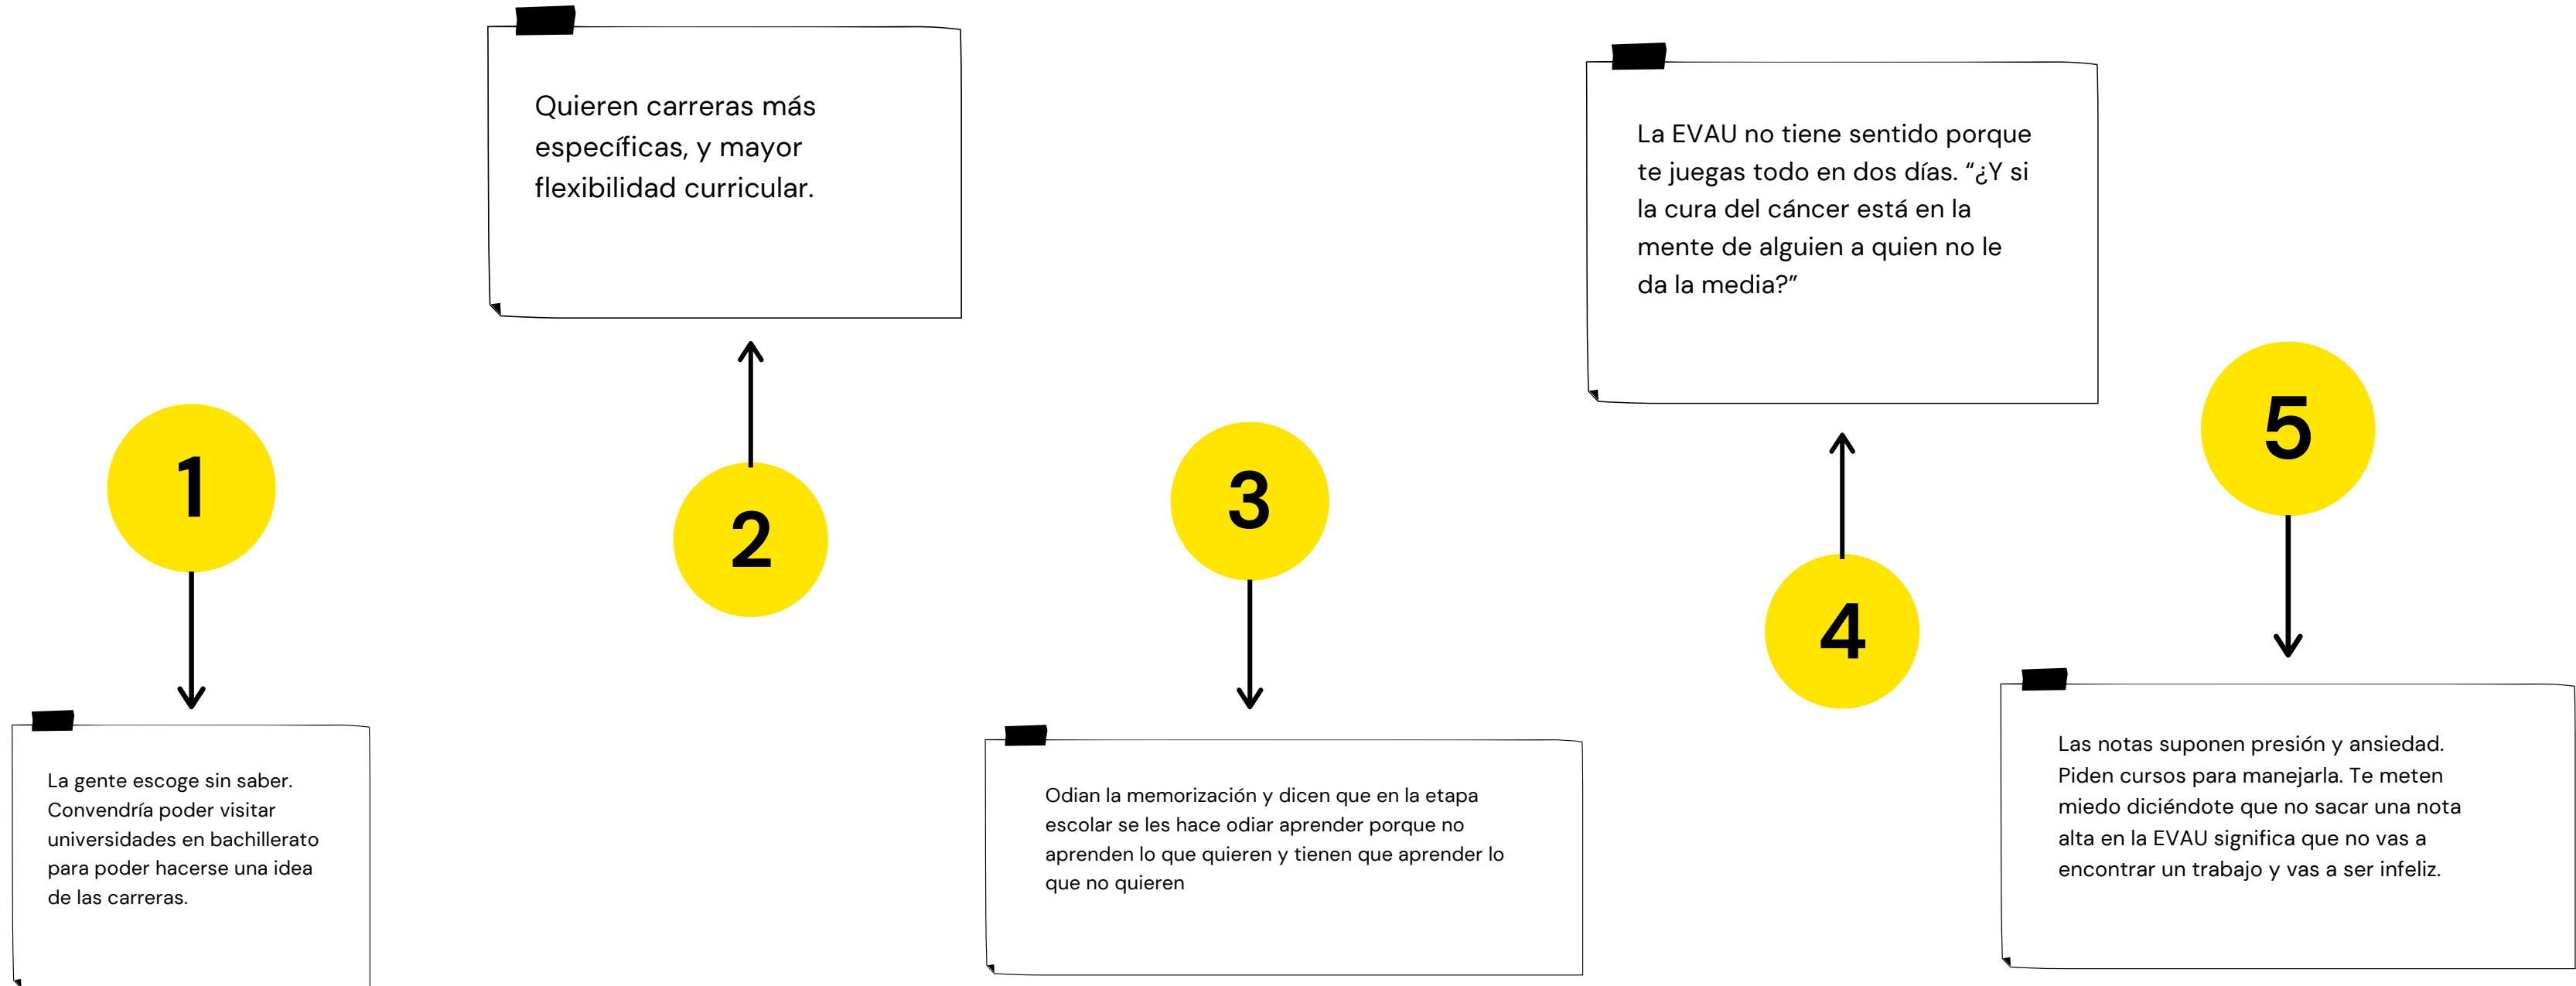 1
La gente escoge sin saber.
Convendría poder visitar
universidades en bachillerato
para poder hacerse una idea
de las carreras.
Quieren carreras más
específicas, y mayor
flexibilidad curricular.
2
3
Odian la memorización y dicen que en la etapa
escolar se les hace odiar aprender porque no
aprenden lo que quieren y tienen que aprender lo
que no quieren
La EVAU no tiene sentido porque
te juegas todo en dos días. “¿Y si
la cura del cáncer está en la
mente de alguien a quien no le
da la media?”
4
5
Las notas suponen presión y ansiedad.
Piden cursos para manejarla. Te meten
miedo diciéndote que no sacar una nota
alta en la EVAU significa que no vas a
encontrar un trabajo y vas a ser infeliz.